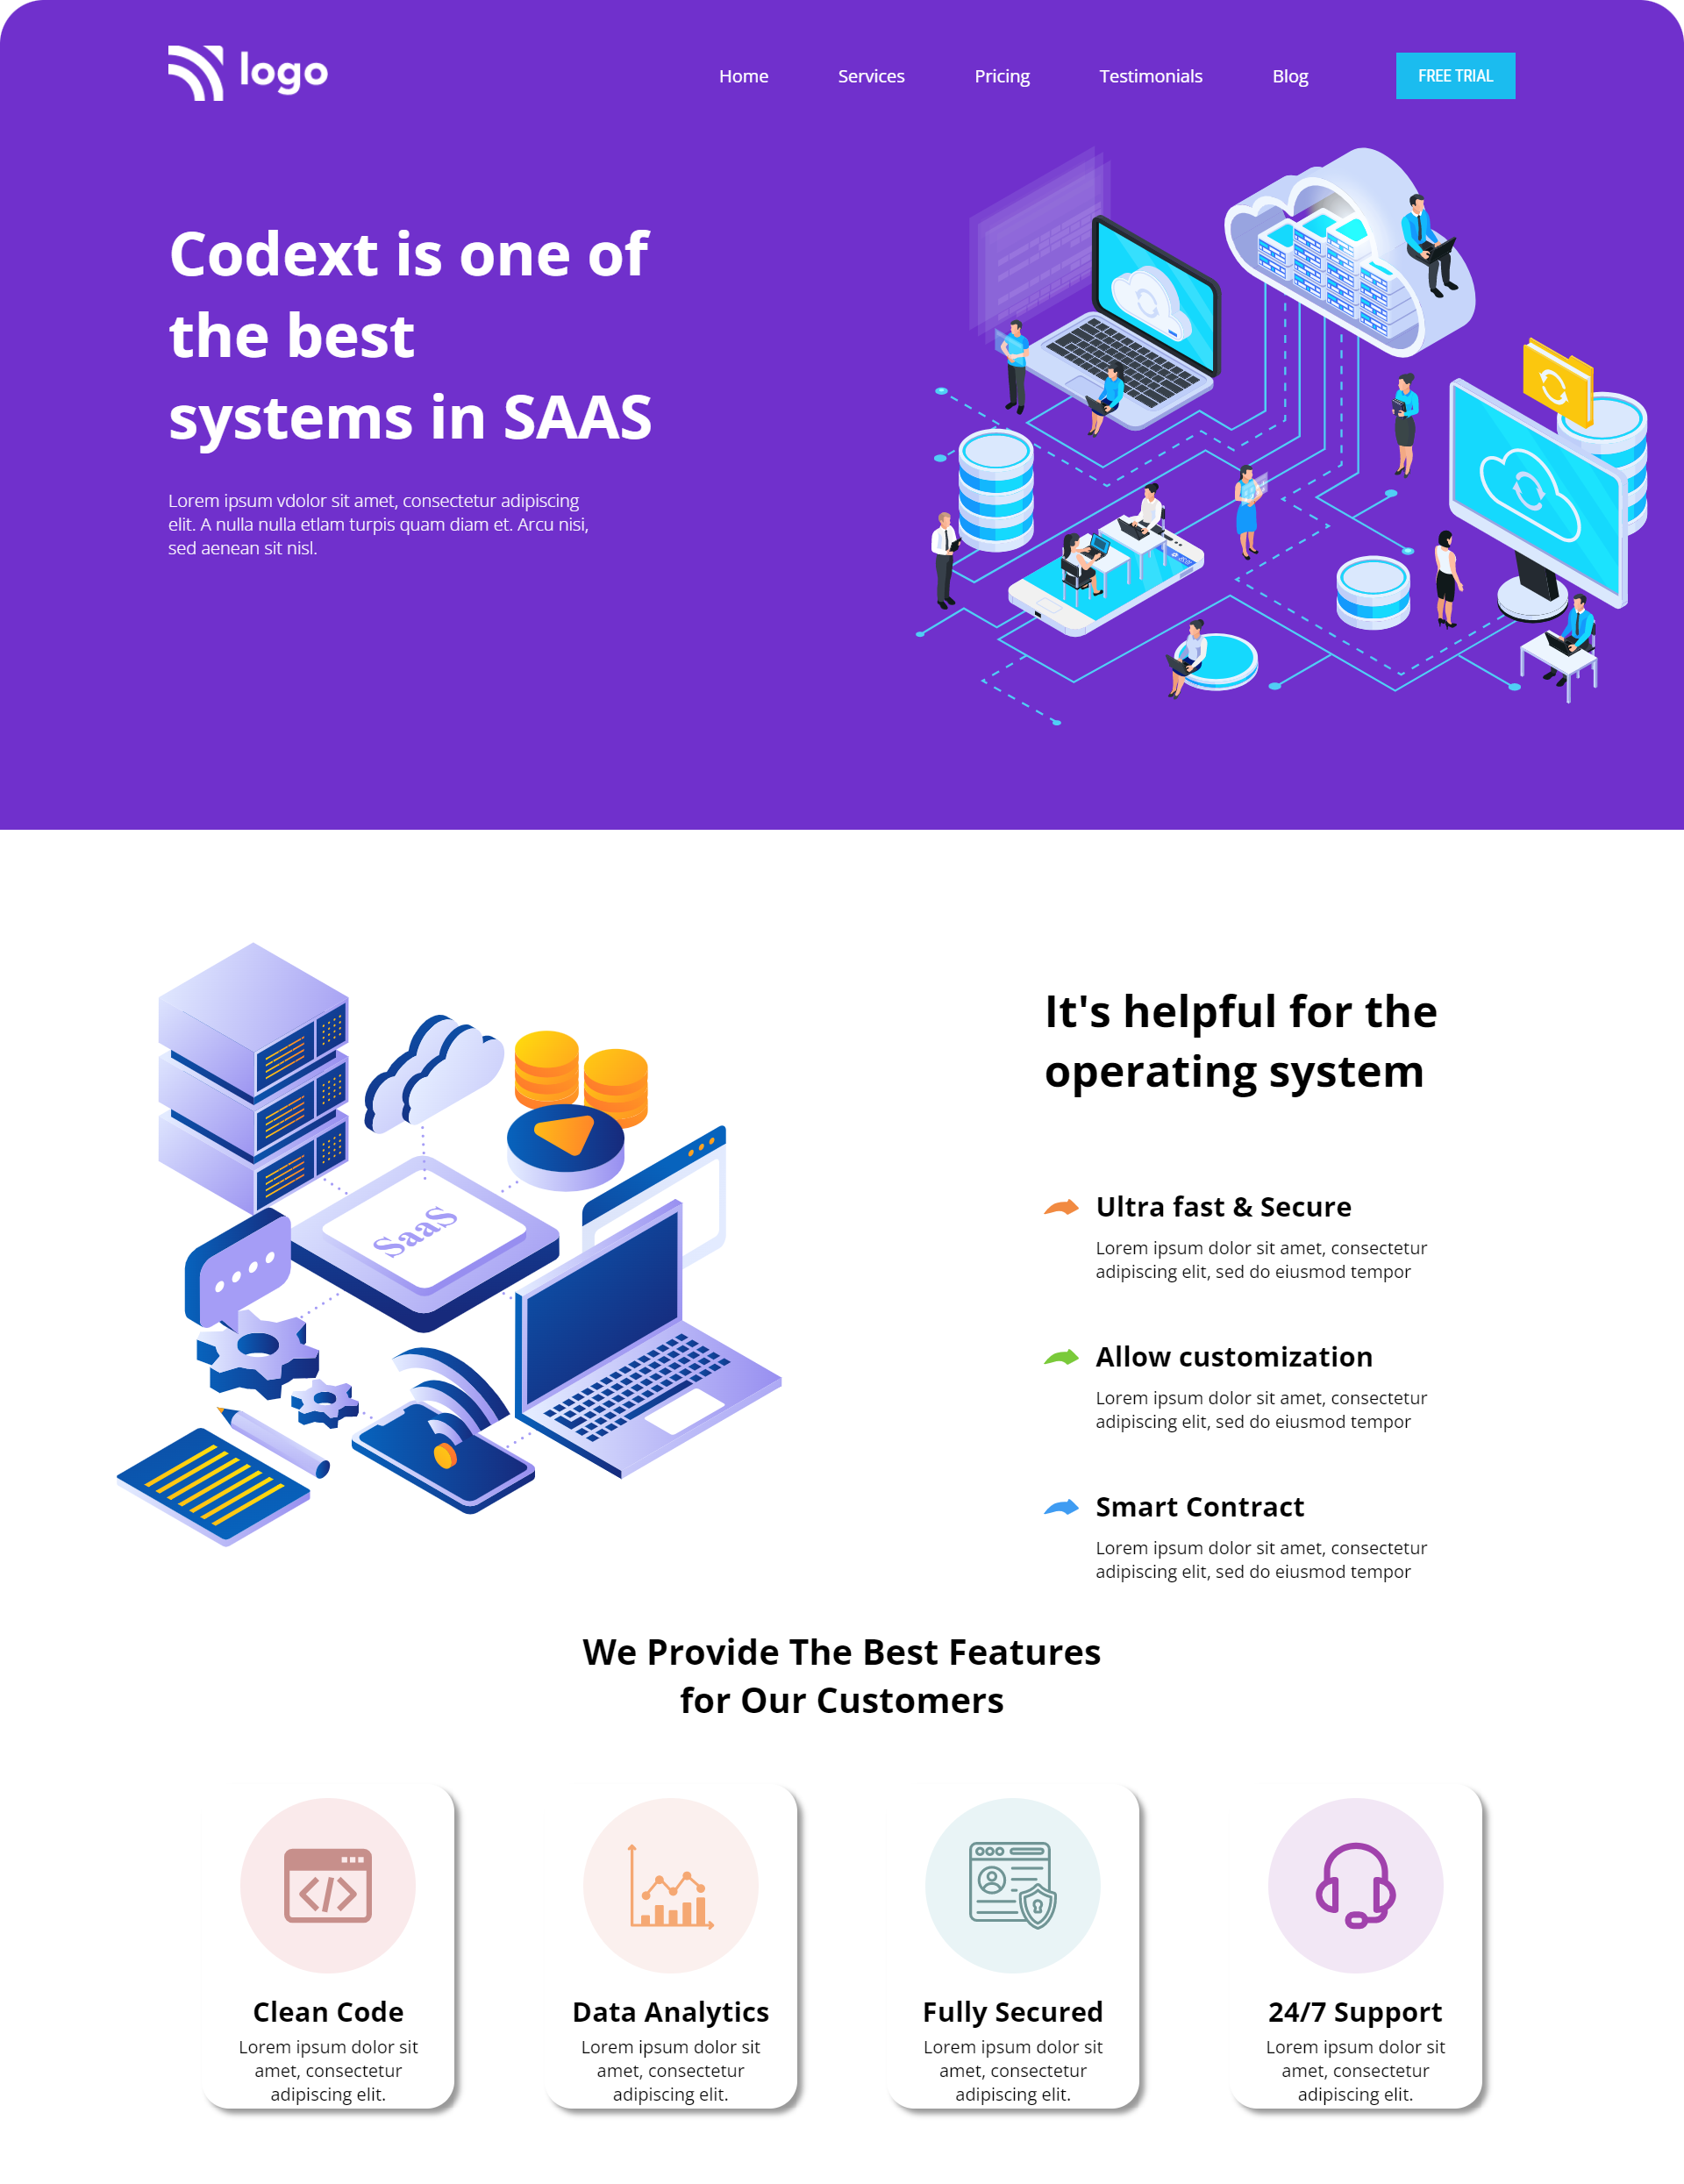 logo
Home Services Pricing Testimonials Blog FREE TRIAL
Codext is one of
the best
systems in SAAS
Lorem ipsum vdolor sit amet, consectetur adipiscing
elit. A nulla nulla etlam turpis quam diam et. Arcu nisi,
sed aenean sit nisl.
SaaS
It's helpful for the
operating system
Ultra fast & Secure
Lorem ipsum dolor sit amet, consectetur
adipiscing elit, sed do eiusmod tempor
Allow customization
Lorem ipsum dolor sit amet, consectetur
adipiscing elit, sed do eiusmod tempor
Smart Contract
Lorem ipsum dolor sit amet, consectetur
adipiscing elit, sed do eiusmod tempor
We Provide The Best Features
for Our Customers
Clean Code
Lorem ipsum dolor sit
amet, consectetur
adipiscing elit.
Data Analytics
Lorem ipsum dolor sit
amet, consectetur
adipiscing elit.
Fully Secured
Lorem ipsum dolor sit
amet, consectetur
adipiscing elit.
24/7 Support
Lorem ipsum dolor sit
amet, consectetur
adipiscing elit.